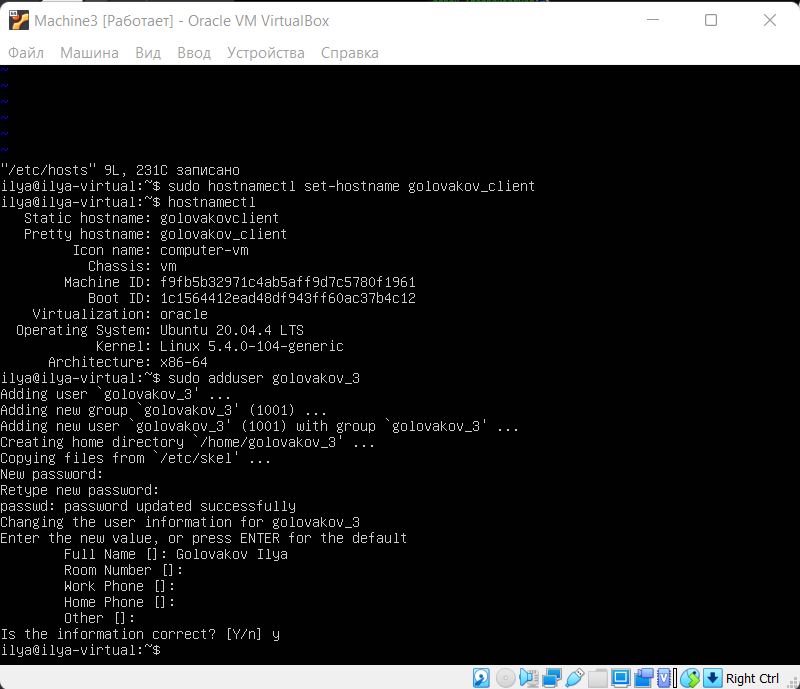 Machine3 [Работает] - Oracle VM VirtualBox
Файл Машина Вид Ввод Устройства Справка
~
~
~
~
~
~
"/etc/hosts" 9L, 231C записано
ilya@ilya-virtual:~$ sudo hostnamectl set-hostname golovakov_client
ilya@ilya-virtual:~$ hostnamectl
Static hostname: golovakovclient
Pretty hostname: golovakov_client
Icon name: computer-vm
Chassis: vm
Machine ID: f9fb5b32971c4ab5aff9d7c5780f1961
Boot ID: 1c1564412ead48df943ff60ac37b4c12
Virtualization: oracle
Operating System: Ubuntu 20.04.4 LTS
Kernel: Linux 5.4.0-104-generic
Architecture: x86-64
ilya@ilya-virtual:~$ sudo adduser golovakov_3
Adding user `golovakov_3' ...
Adding new group `golovakov_3' (1001) ...
Adding new user `golovakov_3' (1001) with group `golovakov_3' ...
Creating home directory `/home/golovakov_3' ...
Copying files from `/etc/skel' ...
New password:
Retype new password:
passwd: password updated successfully
Changing the user information for golovakov_3
Enter the new value, or press ENTER for the default
Full Name []: Golovakov Ilya
Room Number []:
Work Phone []:
Home Phone []:
Other []:
Is the information correct? [Y/n] y
ilya@ilya-virtual:~$
Right Ctrl